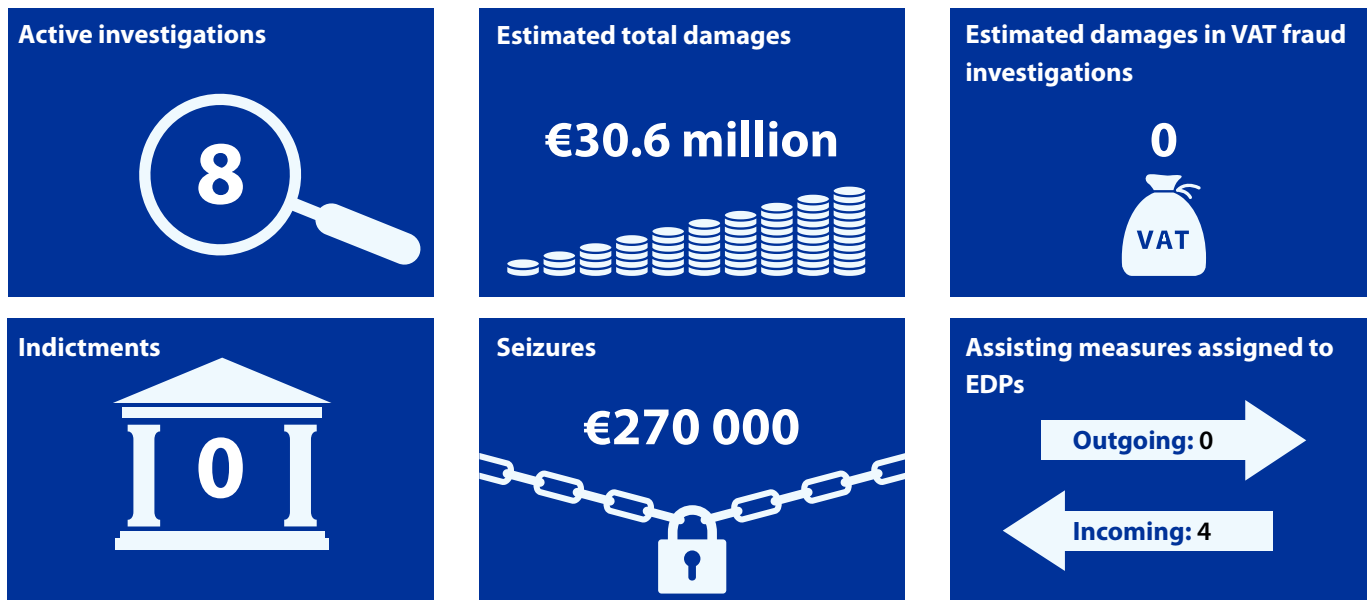 Active investigations
8
Estimated total damages
€30.6 million
Estimated damages in VAT fraud
investigations
0
VAT
Indictments
0
Seizures
€270 000
Assisting measures assigned to
EDPs
Outgoing: 0
Incoming: 4